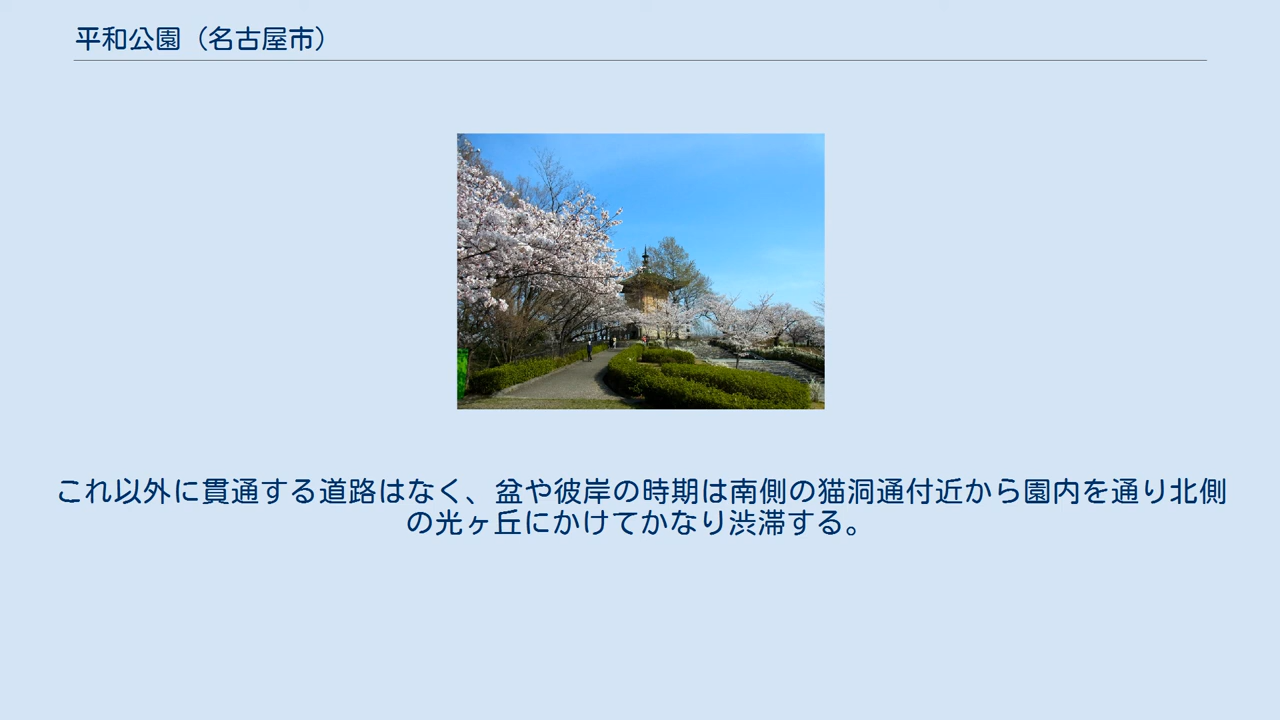 平和公園（名古屋市）
これ以外に貫通する道路はなく、盆や彼岸の時期は南側の猫洞通付近から園内を通り北側
の光ヶ丘にかけてかなり渋滞する。